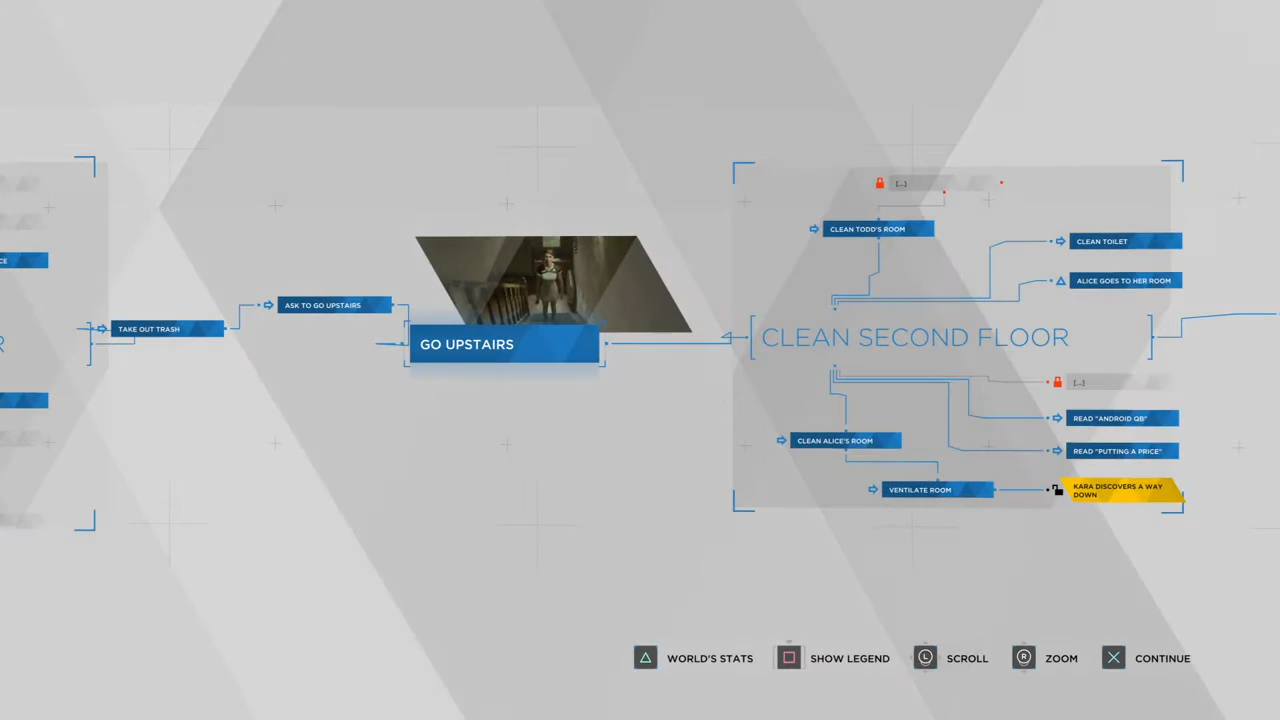 [...]
CLEAN TODD'S ROOM
CLEAN TOILET
CE
ALICE GOES TO HER ROOM
ASK TO GO UPSTAIRS
TAKE OUT TRASH
R
GO UPSTAIRS
CLEAN SECOND FLOOR
[...]
READ "ANDROID QB"
CLEAN ALICE'S ROOM
READ "PUTTING A PRICE"
VENTILATE ROOM
KARA DISCOVERS A WAY
DOWN
WORLD'S STATS
SHOW LEGEND
L SCROLL
R ZOOM
CONTINUE